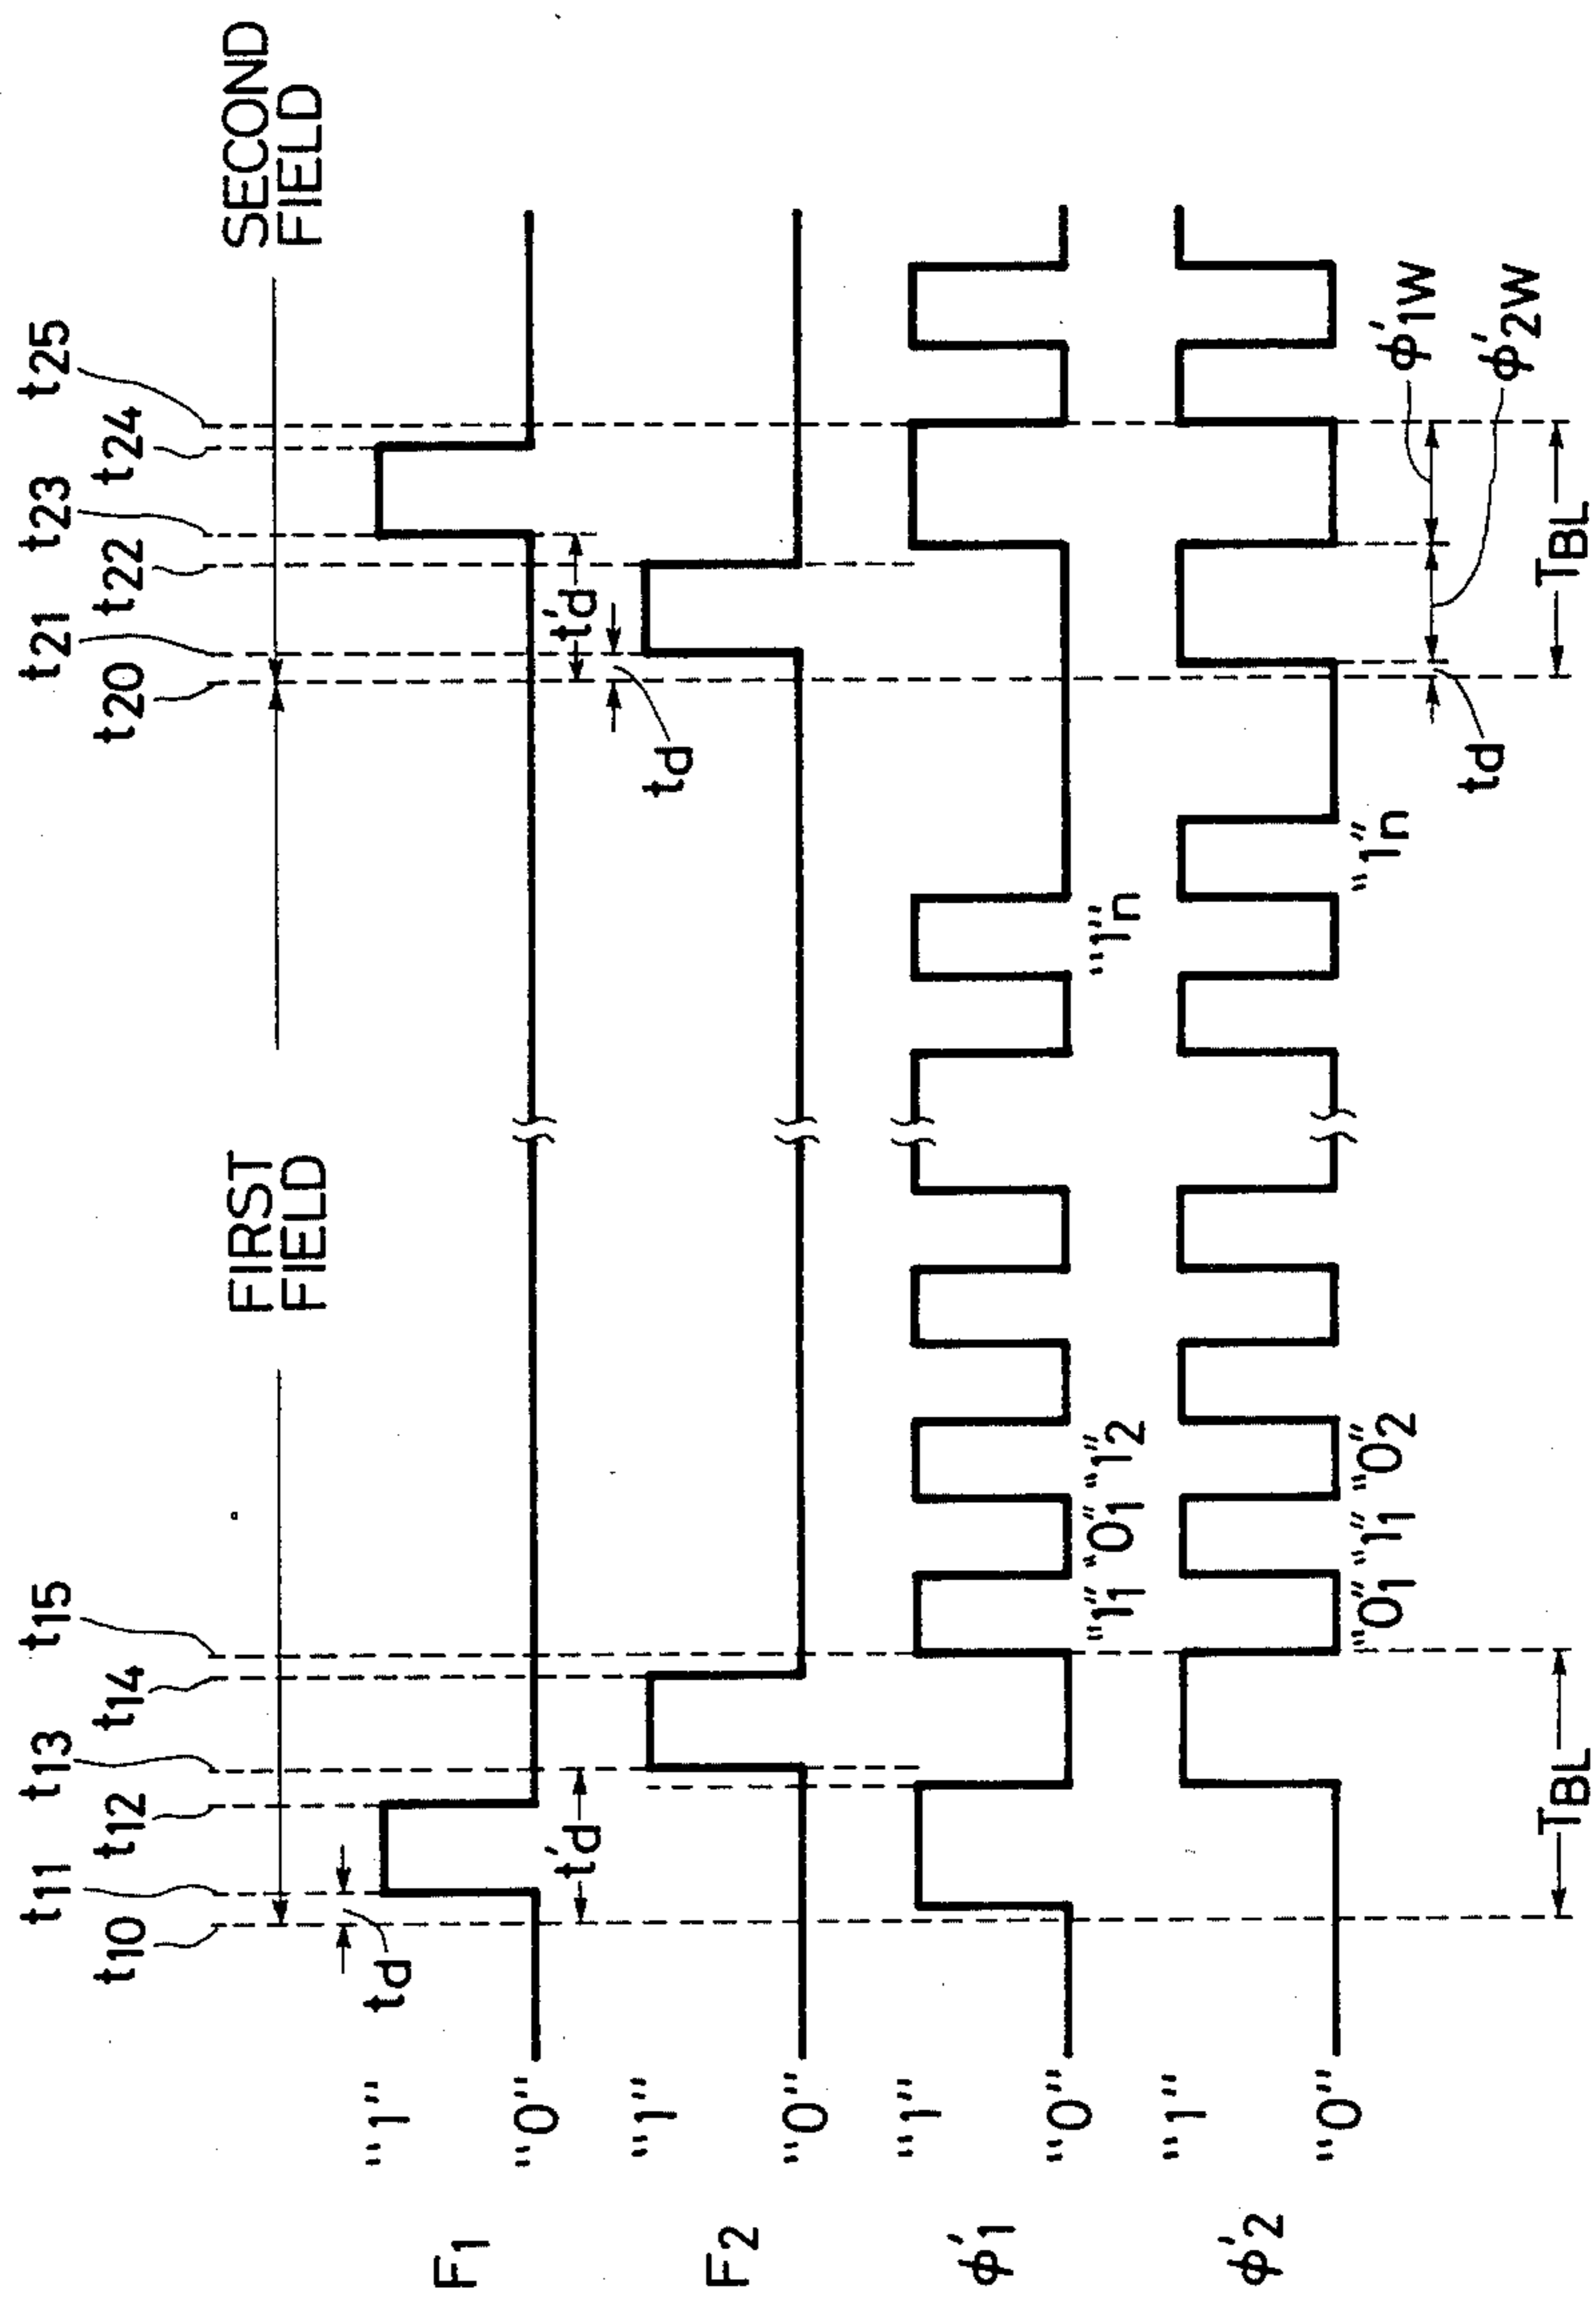 t10 t11 t12 t13 t14 t15 t20 t21 t22 t23 t24 t25
FIRST
FIELD
SECOND
FIELD
td
F1 "1"
"0"
t'd t'd
F2 "1"
"0"
td
φ'1 "1"
"0"
"1"1 "0"1 "1"2 "1"n
φ'2 "1"
"0"
"0"1 "1"1 "0"2 "1"n
td φ'1W
φ'2W
TBL TBL